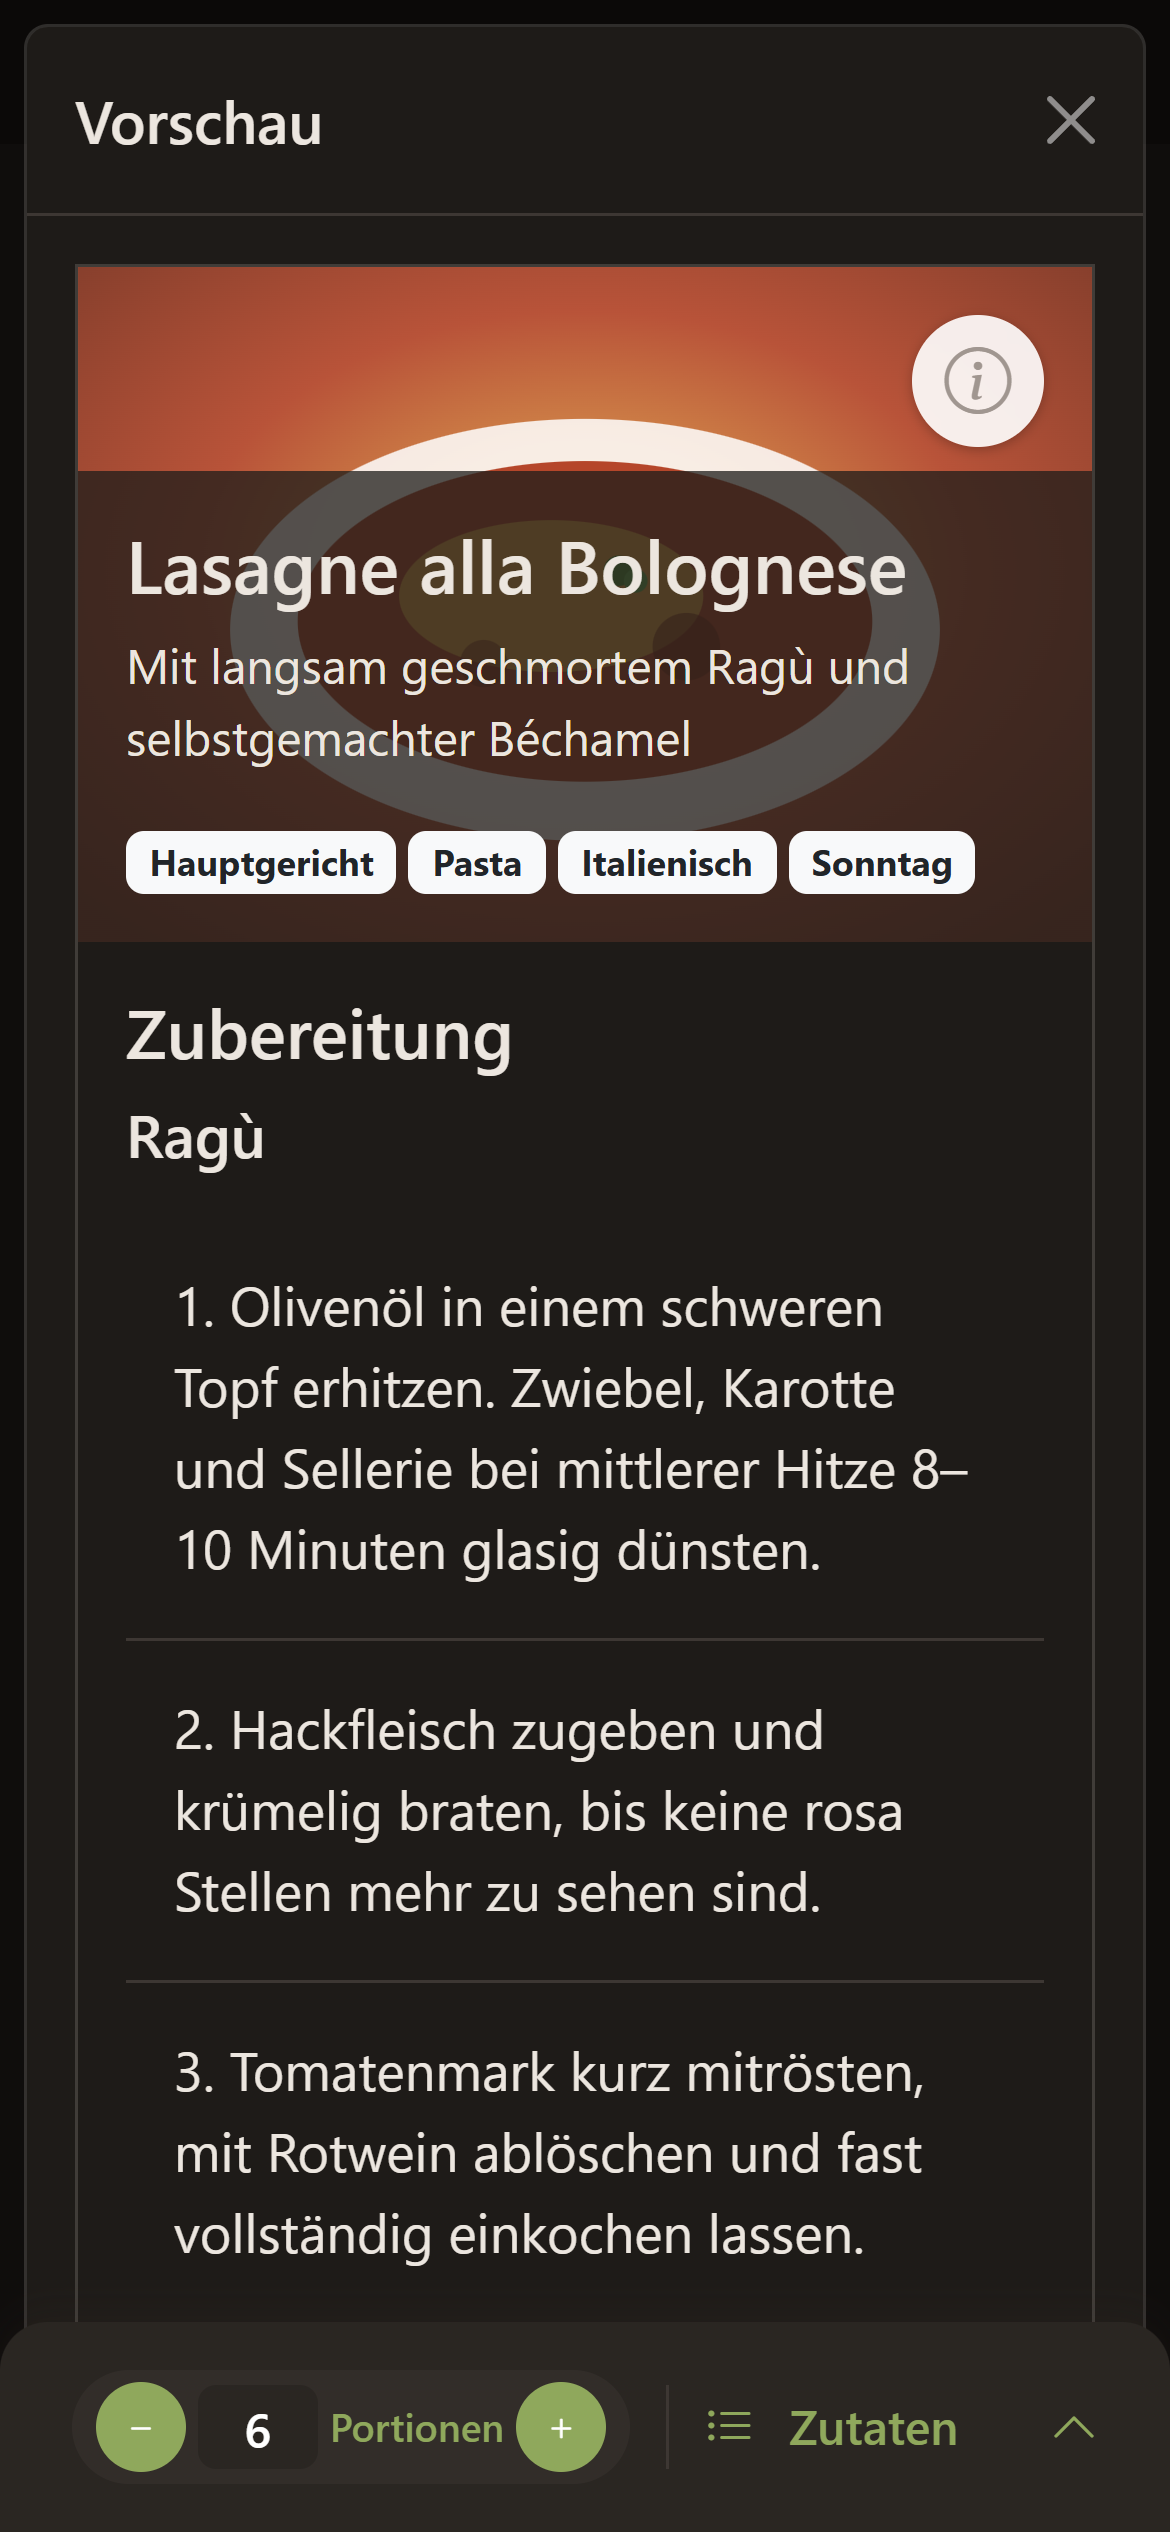 Vorschau
Lasagne alla Bolognese
Mit langsam geschmortem Ragù und
selbstgemachter Béchamel
Hauptgericht Pasta Italienisch Sonntag
Zubereitung
Ragù
1. Olivenöl in einem schweren
Topf erhitzen. Zwiebel, Karotte
und Sellerie bei mittlerer Hitze 8–
10 Minuten glasig dünsten.
2. Hackfleisch zugeben und
krümelig braten, bis keine rosa
Stellen mehr zu sehen sind.
3. Tomatenmark kurz mitrösten,
mit Rotwein ablöschen und fast
vollständig einkochen lassen.
− 6 Portionen + Zutaten